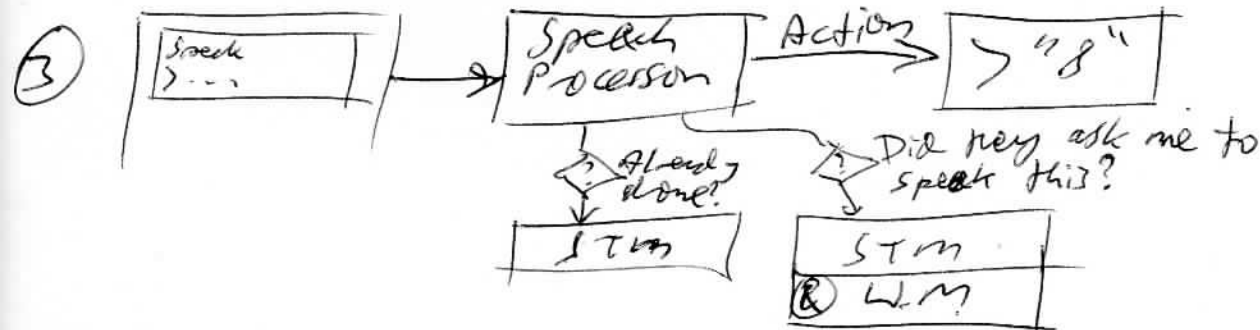 3
Speak
>...
Speech
Processor
Action
> "8"
?
Already
done?
STM
?
Did they ask me to
speak this?
STM
& WM